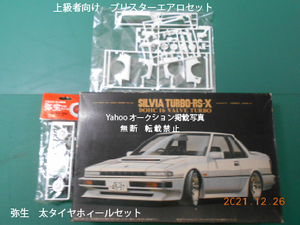 上級者向け　ブリスターエアロセット
SILVIA TURBO-RS・X
DOHC 16 VALVE TURBO
Yahooオークション掲載写真
無断　転載禁止
2021.12.26
弥生　太タイヤホィールセット